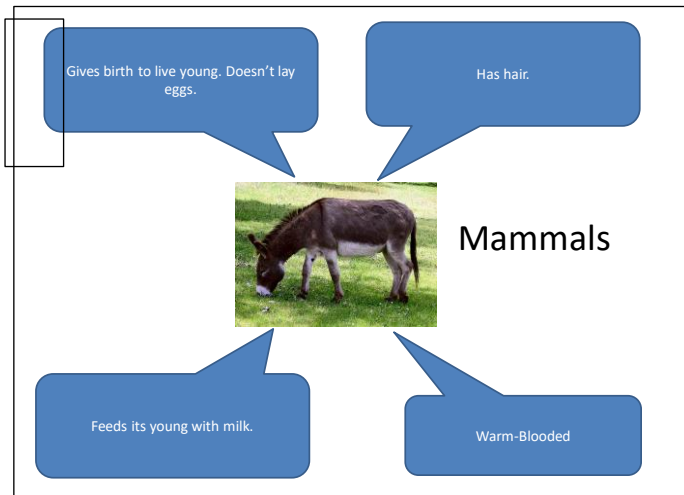 Gives birth to live young. Doesn’t lay
eggs.
Has hair.
Mammals
Feeds its young with milk.
Warm-Blooded